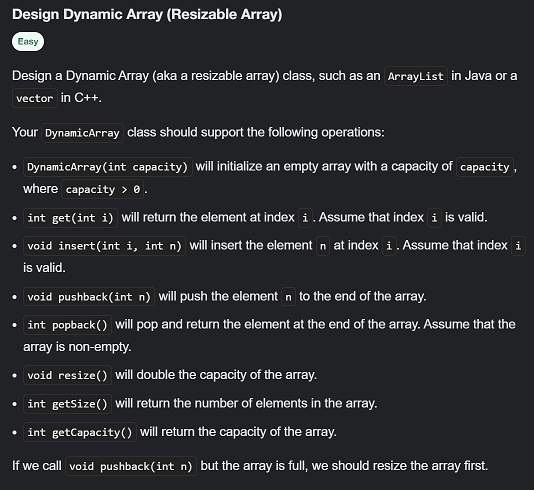 Design Dynamic Array (Resizable Array)
Easy
Design a Dynamic Array (aka a resizable array) class, such as an ArrayList in Java or a
vector in C++.
Your DynamicArray class should support the following operations:
• DynamicArray(int capacity) will initialize an empty array with a capacity of capacity,
where capacity > 0.
• int get(int i) will return the element at index i. Assume that index i is valid.
• void insert(int i, int n) will insert the element n at index i. Assume that index i
is valid.
• void pushback(int n) will push the element n to the end of the array.
• int popback() will pop and return the element at the end of the array. Assume that the
array is non-empty.
• void resize() will double the capacity of the array.
• int getSize() will return the number of elements in the array.
• int getCapacity() will return the capacity of the array.
If we call void pushback(int n) but the array is full, we should resize the array first.